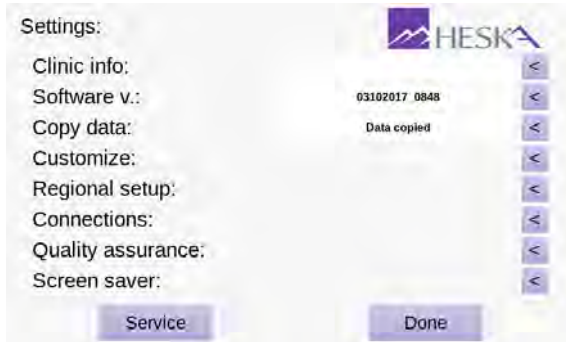 Settings:
HESKA
Clinic info: <
Software v.: 03102017_0848 <
Copy data: Data copied <
Customize: <
Regional setup: <
Connections: <
Quality assurance: <
Screen saver: <
Service Done